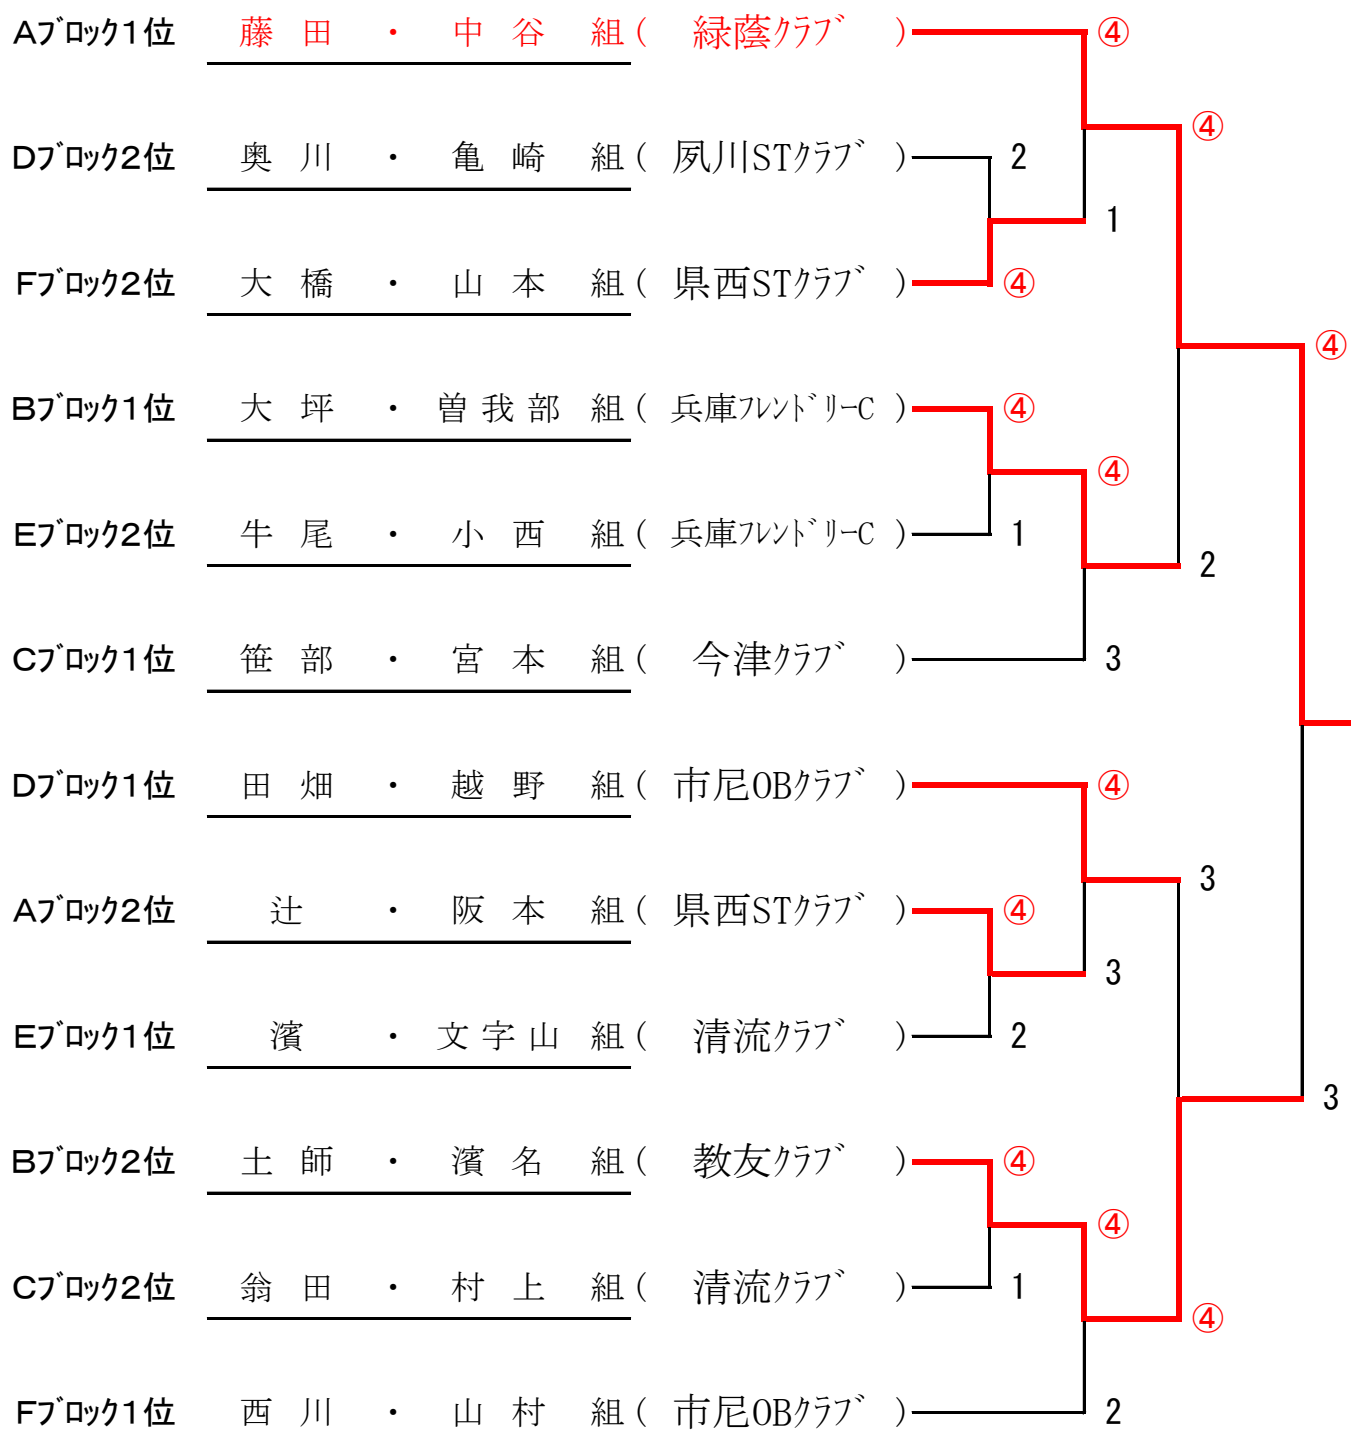 Aﾌﾞﾛｯｸ1位 藤田・中谷 組( 緑蔭ｸﾗﾌﾞ ) ④
④
Dﾌﾞﾛｯｸ2位 奥川・亀崎 組( 夙川STｸﾗﾌﾞ ) 2
1
Fﾌﾞﾛｯｸ2位 大橋・山本 組( 県西STｸﾗﾌﾞ ) ④
④
Bﾌﾞﾛｯｸ1位 大坪・曽我部 組( 兵庫ﾌﾚﾝﾄﾞﾘｰC ) ④
④
Eﾌﾞﾛｯｸ2位 牛尾・小西 組( 兵庫ﾌﾚﾝﾄﾞﾘｰC ) 1
2
Cﾌﾞﾛｯｸ1位 笹部・宮本 組( 今津ｸﾗﾌﾞ ) 3
Dﾌﾞﾛｯｸ1位 田畑・越野 組( 市尼OBｸﾗﾌﾞ ) ④
3
Aﾌﾞﾛｯｸ2位 辻・阪本 組( 県西STｸﾗﾌﾞ ) ④
3
Eﾌﾞﾛｯｸ1位 濱・文字山 組( 清流ｸﾗﾌﾞ ) 2
3
Bﾌﾞﾛｯｸ2位 土師・濱名 組( 教友ｸﾗﾌﾞ ) ④
④
Cﾌﾞﾛｯｸ2位 翁田・村上 組( 清流ｸﾗﾌﾞ ) 1
④
Fﾌﾞﾛｯｸ1位 西川・山村 組( 市尼OBｸﾗﾌﾞ ) 2